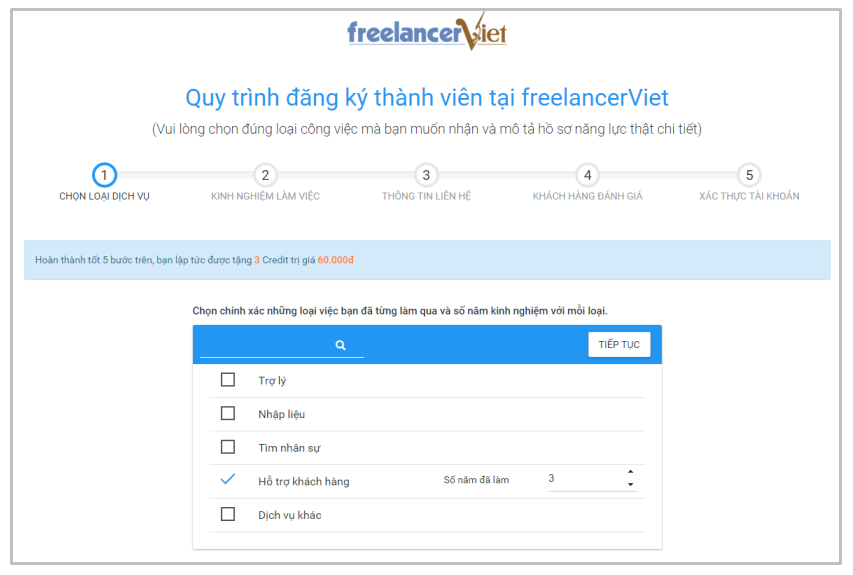 freelancerViet
Quy trình đăng ký thành viên tại freelancerViet
(Vui lòng chọn đúng loại công việc mà bạn muốn nhận và mô tả hồ sơ năng lực thật chi tiết)
1 2 3 4 5
CHỌN LOẠI DỊCH VỤ KINH NGHIỆM LÀM VIỆC THÔNG TIN LIÊN HỆ KHÁCH HÀNG ĐÁNH GIÁ XÁC THỰC TÀI KHOẢN
Hoàn thành tốt 5 bước trên, bạn lập tức được tặng 3 Credit trị giá 60.000đ
Chọn chính xác những loại việc bạn đã từng làm qua và số năm kinh nghiệm với mỗi loại.
TIẾP TỤC
Trợ lý
Nhập liệu
Tìm nhân sự
Hỗ trợ khách hàng Số năm đã làm 3
Dịch vụ khác